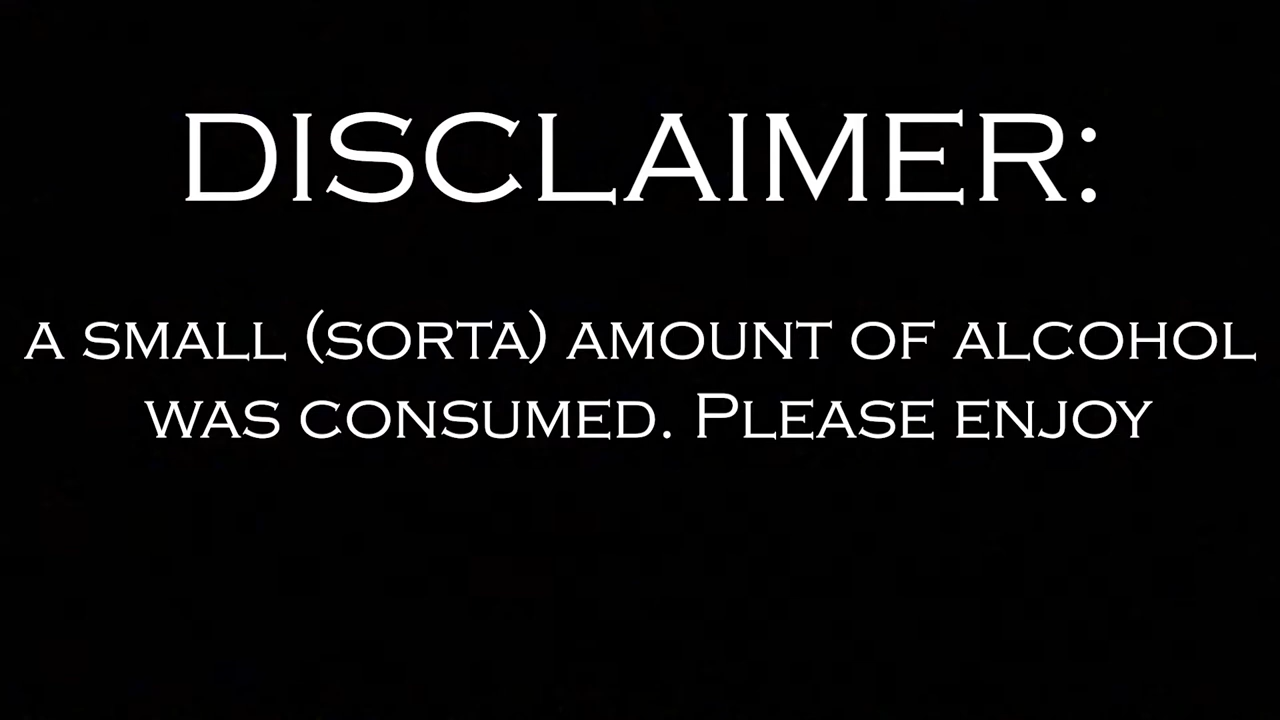 DISCLAIMER:
A SMALL (SORTA) AMOUNT OF ALCOHOL
WAS CONSUMED. PLEASE ENJOY